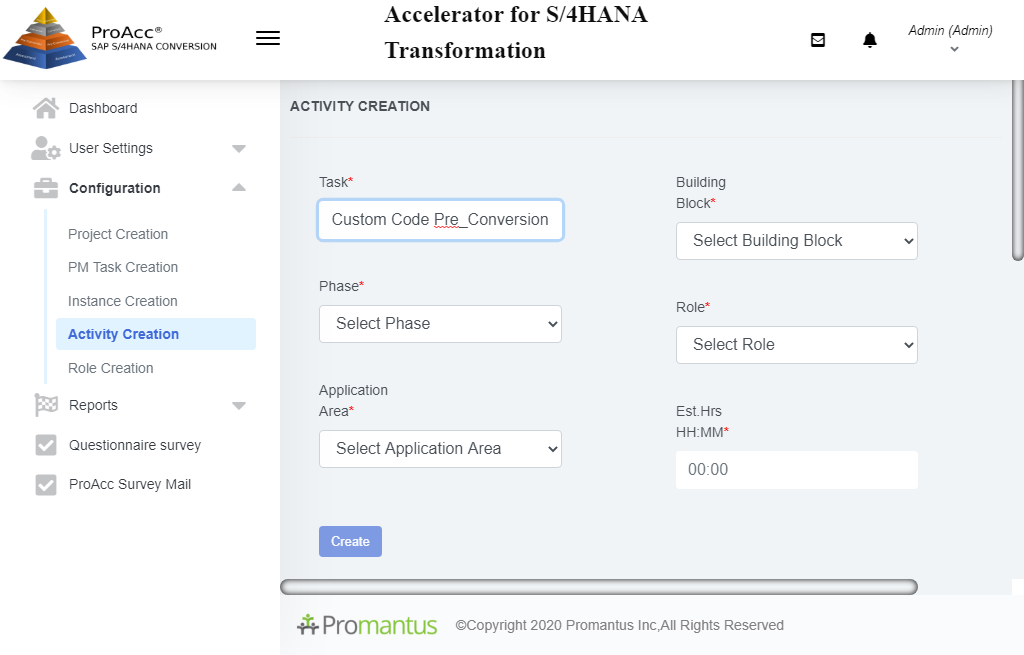 ProAcc®
SAP S/4HANA CONVERSION
Accelerator for S/4HANA
Transformation
Admin (Admin)
Dashboard
User Settings
Configuration
Project Creation
PM Task Creation
Instance Creation
Activity Creation
Role Creation
Reports
Questionnaire survey
ProAcc Survey Mail
ACTIVITY CREATION
Task*
Custom Code Pre_Conversion
Building
Block*
Select Building Block
Phase*
Select Phase
Role*
Select Role
Application
Area*
Select Application Area
Est.Hrs
HH:MM*
00:00
Create
Promantus
©Copyright 2020 Promantus Inc,All Rights Reserved